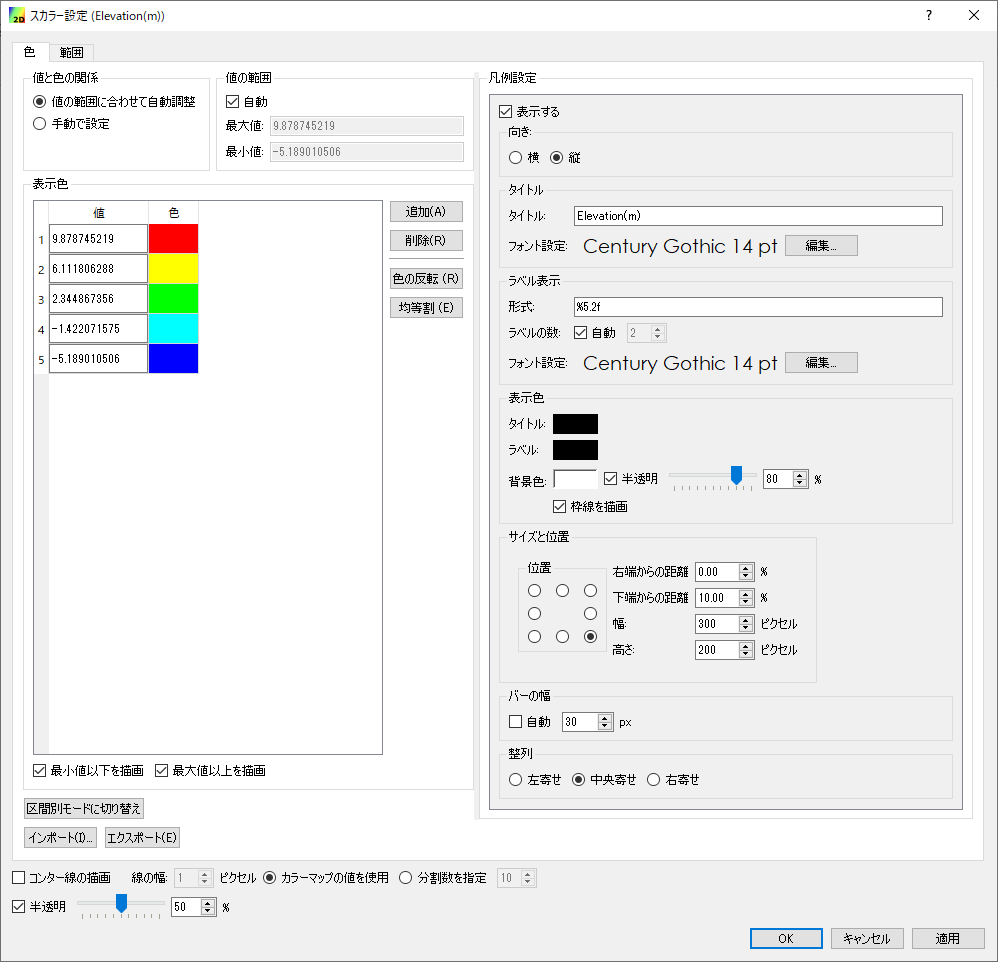 2D スカラー設定 (Elevation(m))
色 範囲
値と色の関係
値の範囲に合わせて自動調整
手動で設定
値の範囲
自動
最大値: 9.878745219
最小値: -5.189010506
表示色
値 色
1 9.878745219
2 6.111806288
3 2.344867356
4 -1.422071575
5 -5.189010506
追加(A)
削除(R)
色の反転 (R)
均等割 (E)
最小値以下を描画 最大値以上を描画
区間別モードに切り替え
インポート(I)... エクスポート(E)
凡例設定
表示する
向き:
横 縦
タイトル
タイトル: Elevation(m)
フォント設定: Century Gothic 14 pt 編集...
ラベル表示
形式: %5.2f
ラベルの数: 自動 2
フォント設定: Century Gothic 14 pt 編集...
表示色
タイトル:
ラベル:
背景色: 半透明 80 %
枠線を描画
サイズと位置
位置
右端からの距離 0.00 %
下端からの距離 10.00 %
幅: 300 ピクセル
高さ: 200 ピクセル
バーの幅
自動 30 px
整列
左寄せ 中央寄せ 右寄せ
コンター線の描画 線の幅: 1 ピクセル カラーマップの値を使用 分割数を指定 10
半透明 50 %
OK キャンセル 適用